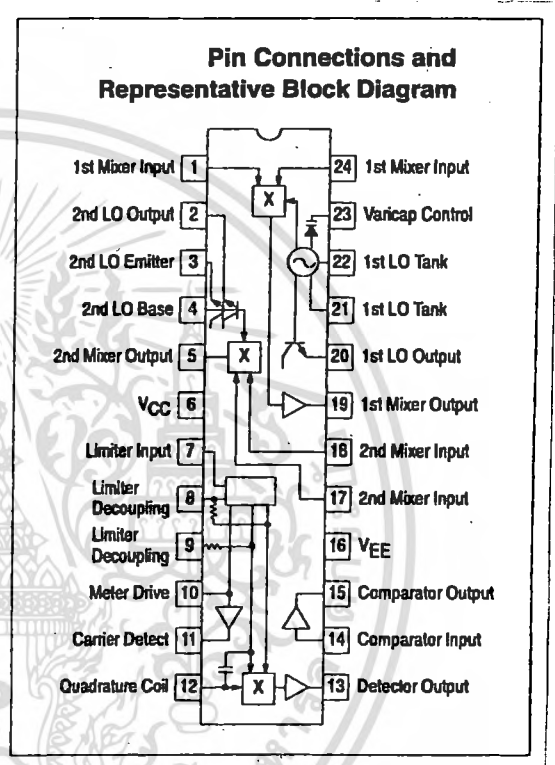 Pin Connections and
Representative Block Diagram
1st Mixer Input 1
24 1st Mixer Input
X
2nd LO Output 2
23 Varicap Control
2nd LO Emitter 3
22 1st LO Tank
2nd LO Base 4
21 1st LO Tank
2nd Mixer Output 5
X
20 1st LO Output
VCC 6
19 1st Mixer Output
Limiter Input 7
18 2nd Mixer Input
Limiter
Decoupling 8
17 2nd Mixer Input
Limiter
Decoupling 9
16 VEE
Meter Drive 10
15 Comparator Output
Carrier Detect 11
14 Comparator Input
Quadrature Coil 12
X
13 Detector Output